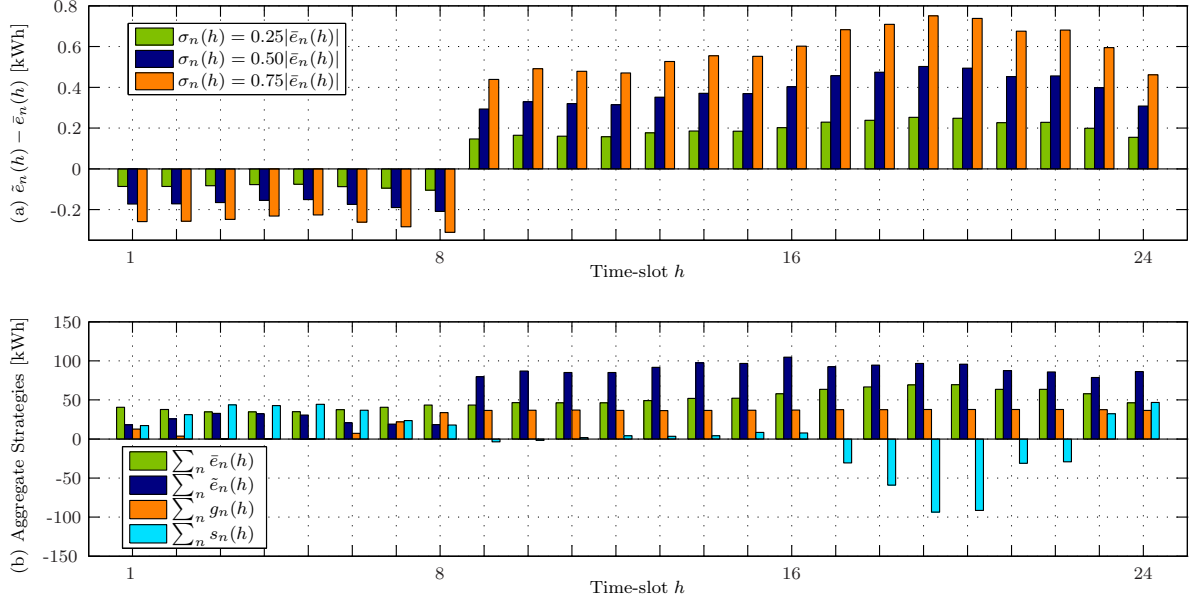 0.8
0.6
0.4
0.2
0
-0.2
(a) ẽₙ(h) − ēₙ(h) [kWh]
σₙ(h) = 0.25|ēₙ(h)|
σₙ(h) = 0.50|ēₙ(h)|
σₙ(h) = 0.75|ēₙ(h)|
1 8 16 24
Time-slot h
150
100
50
0
-50
-100
-150
(b) Aggregate Strategies [kWh]
∑ₙ ēₙ(h)
∑ₙ ẽₙ(h)
∑ₙ gₙ(h)
∑ₙ sₙ(h)
1 8 16 24
Time-slot h